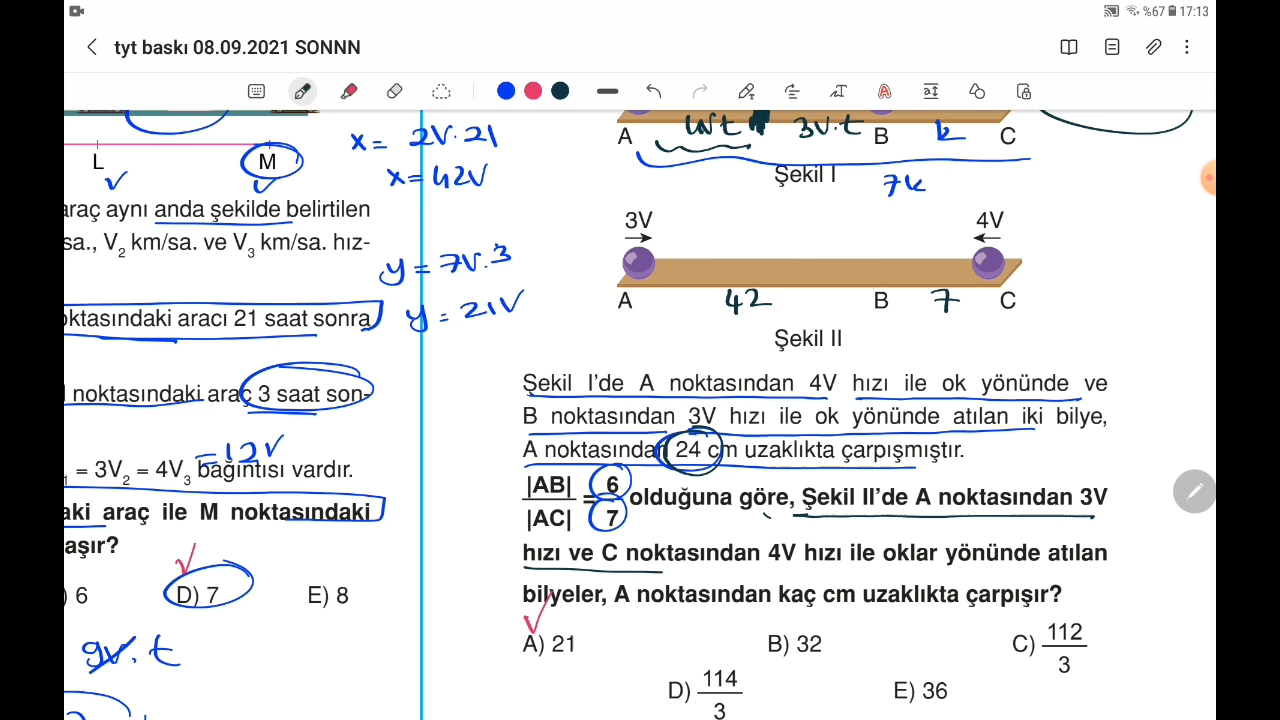 %67 17:13
tyt baskı 08.09.2021 SONNN
L
M
x = 2V.21
x = 42V
araç aynı anda şekilde belirtilen
sa., V2 km/sa. ve V3 km/sa. hız-
y = 7V.3
y = 21V
oktasındaki aracı 21 saat sonra
noktasındaki araç 3 saat son-
= 12V
1 = 3V2 = 4V3 bağıntısı vardır.
aki araç ile M noktasındaki
aşır?
) 6 D) 7 E) 8
9v.t
3V.t
A B k C
Şekil I
7k
3V 4V
A 42 B 7 C
Şekil II
Şekil I'de A noktasından 4V hızı ile ok yönünde ve
B noktasından 3V hızı ile ok yönünde atılan iki bilye,
A noktasından 24 cm uzaklıkta çarpışmıştır.
|AB| / |AC| = 6 / 7 olduğuna göre, Şekil II'de A noktasından 3V
hızı ve C noktasından 4V hızı ile oklar yönünde atılan
bilyeler, A noktasından kaç cm uzaklıkta çarpışır?
A) 21 B) 32 C) 112 / 3
D) 114 / 3 E) 36